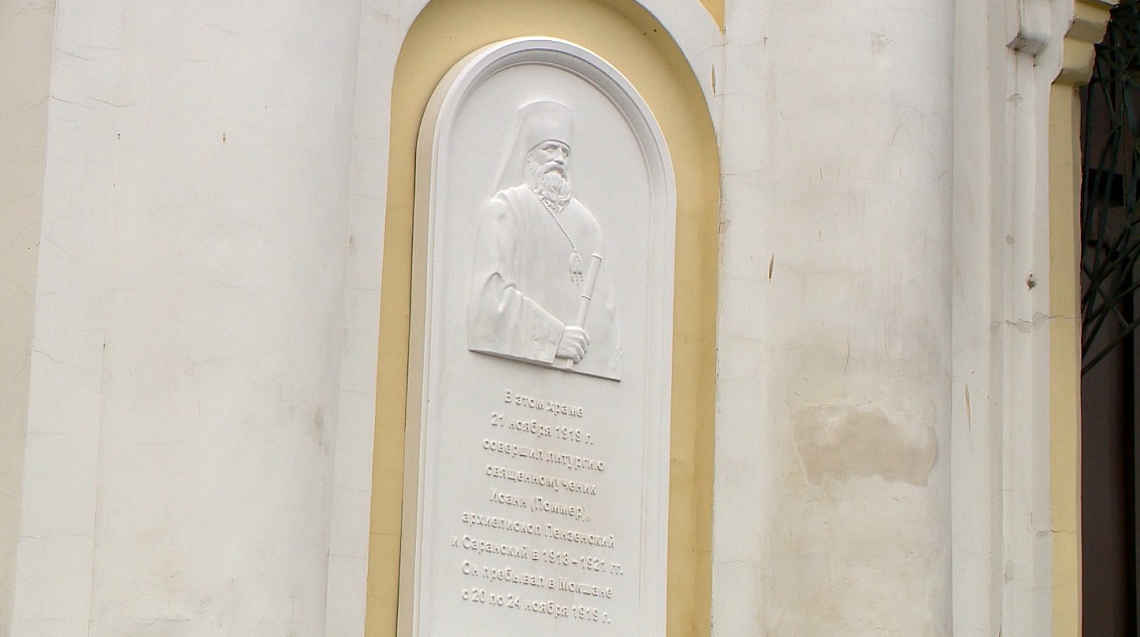 В этом храме
21 ноября 1919 г.
совершил литургию
священномученик
Иоанн (Поммер),
архиепископ Пензенский
и Саранский в 1918 - 1921 гг.
Он пребывал в Мокшане
с 20 по 24 ноября 1919 г.